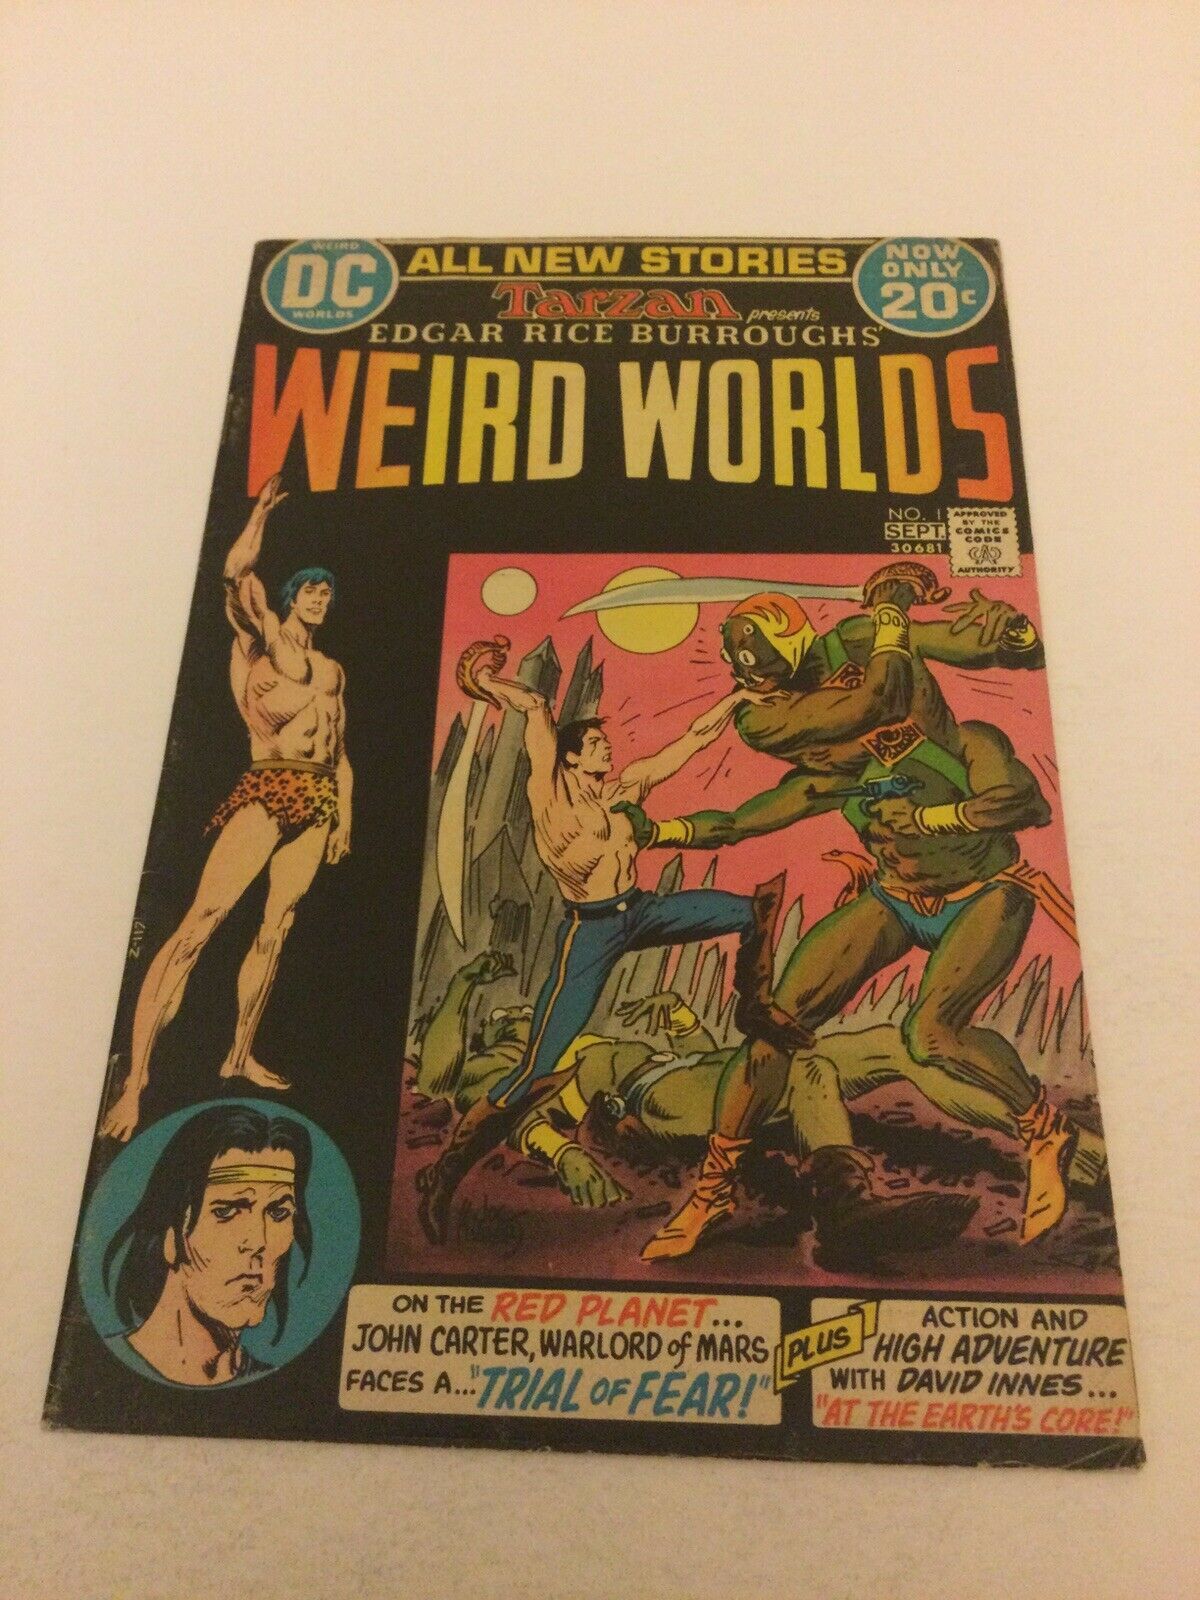 WEIRD
DC
WORLDS
ALL NEW STORIES
NOW
ONLY
20c
Tarzan presents
EDGAR RICE BURROUGHS'
WEIRD WORLDS
NO. 1
SEPT.
30681
APPROVED
BY THE
COMICS
CODE
CA
AUTHORITY
Z-117
ON THE RED PLANET...
JOHN CARTER, WARLORD of MARS
FACES A... "TRIAL OF FEAR!"
PLUS
ACTION AND
HIGH ADVENTURE
WITH DAVID INNES...
"AT THE EARTH'S CORE!"